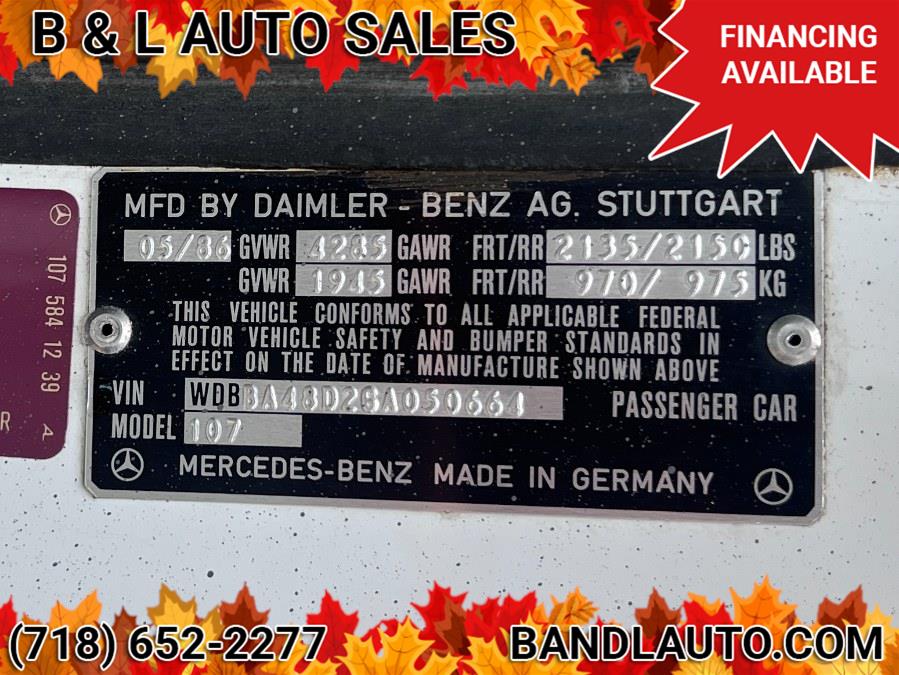 B & L AUTO SALES
FINANCING
AVAILABLE
MFD BY DAIMLER - BENZ AG. STUTTGART
05/86 GVWR 4285 GAWR FRT/RR 2135/2150 LBS
GVWR 1945 GAWR FRT/RR 970/ 975 KG
THIS VEHICLE CONFORMS TO ALL APPLICABLE FEDERAL
MOTOR VEHICLE SAFETY AND BUMPER STANDARDS IN
EFFECT ON THE DATE OF MANUFACTURE SHOWN ABOVE
VIN WDBBA48D2GA050664 PASSENGER CAR
MODEL 107
MERCEDES-BENZ MADE IN GERMANY
107 584 12 39
R A
(718) 652-2277
BANDLAUTO.COM